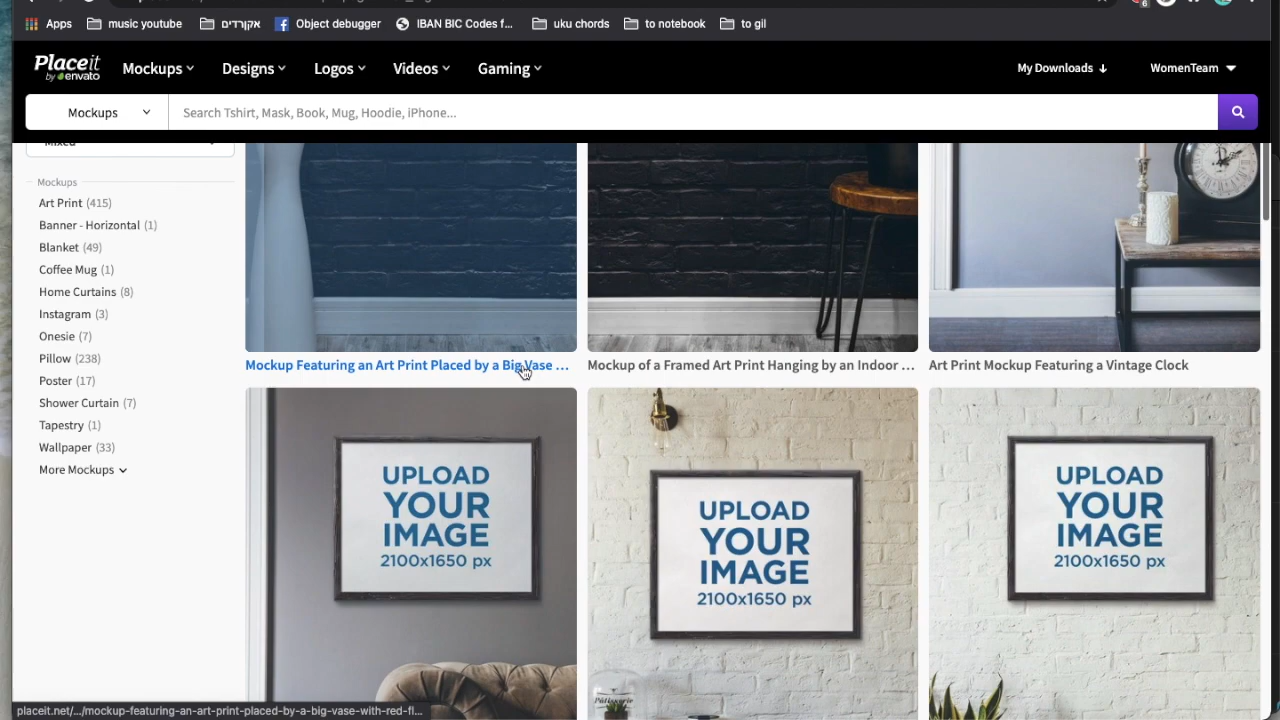 6
Apps
music youtube
אקורדים
Object debugger
IBAN BIC Codes f...
uku chords
to notebook
to gil
Placeit
by envato
Mockups
Designs
Logos
Videos
Gaming
My Downloads
WomenTeam
Mockups
Search Tshirt, Mask, Book, Mug, Hoodie, iPhone...
Mixed
Mockups
Art Print (415)
Banner - Horizontal (1)
Blanket (49)
Coffee Mug (1)
Home Curtains (8)
Instagram (3)
Onesie (7)
Pillow (238)
Poster (17)
Shower Curtain (7)
Tapestry (1)
Wallpaper (33)
More Mockups
Mockup Featuring an Art Print Placed by a Big Vase ...
Mockup of a Framed Art Print Hanging by an Indoor ...
Art Print Mockup Featuring a Vintage Clock
UPLOAD
YOUR
IMAGE
2100x1650 px
UPLOAD
YOUR
IMAGE
2100x1650 px
UPLOAD
YOUR
IMAGE
2100x1650 px
Pâtisserie
placeit.net/.../mockup-featuring-an-art-print-placed-by-a-big-vase-with-red-fl...